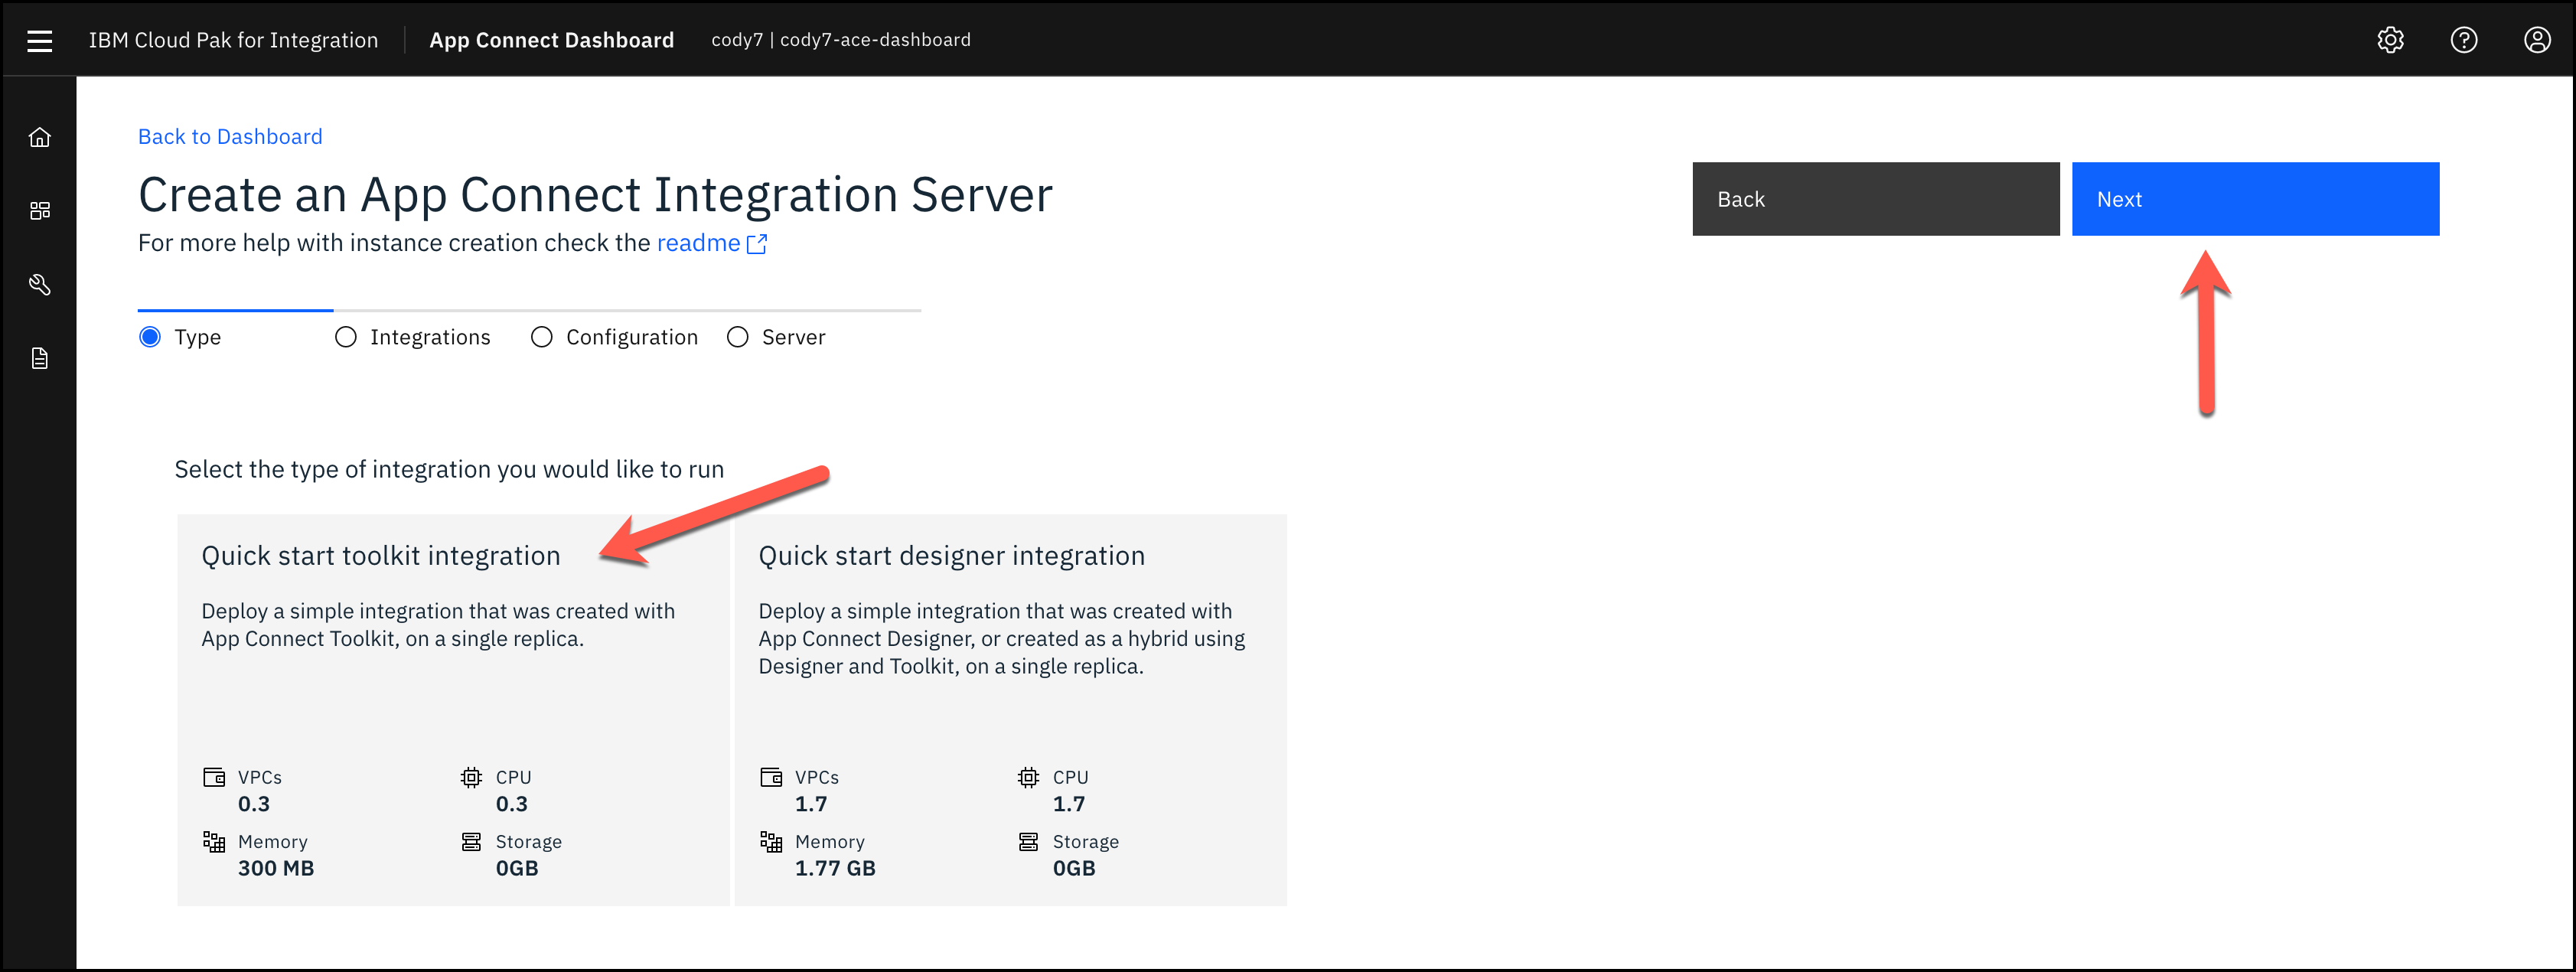 IBM Cloud Pak for Integration App Connect Dashboard cody7 | cody7-ace-dashboard
Back to Dashboard
Create an App Connect Integration Server
For more help with instance creation check the readme
Back
Next
Type
Integrations
Configuration
Server
Select the type of integration you would like to run
Quick start toolkit integration
Deploy a simple integration that was created with
App Connect Toolkit, on a single replica.
VPCs
0.3
CPU
0.3
Memory
300 MB
Storage
0GB
Quick start designer integration
Deploy a simple integration that was created with
App Connect Designer, or created as a hybrid using
Designer and Toolkit, on a single replica.
VPCs
1.7
CPU
1.7
Memory
1.77 GB
Storage
0GB